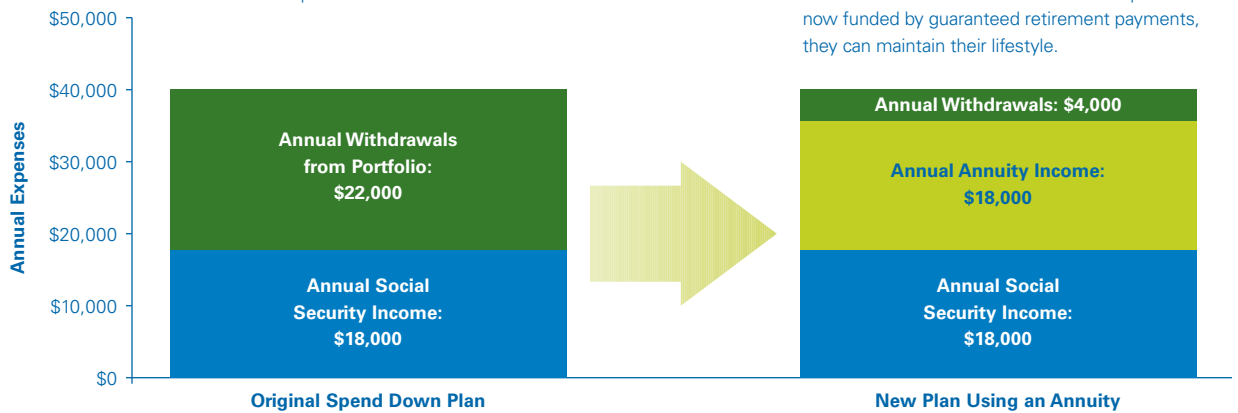 now funded by guaranteed retirement payments,
they can maintain their lifestyle.
$50,000
$40,000
$30,000
$20,000
$10,000
$0
Annual Expenses
Annual Withdrawals
from Portfolio:
$22,000
Annual Social
Security Income:
$18,000
Original Spend Down Plan
Annual Withdrawals: $4,000
Annual Annuity Income:
$18,000
Annual Social
Security Income:
$18,000
New Plan Using an Annuity